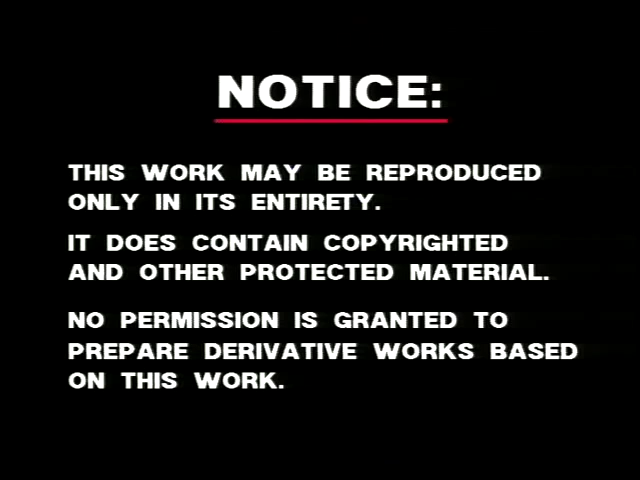 NOTICE:
THIS WORK MAY BE REPRODUCED
ONLY IN ITS ENTIRETY.
IT DOES CONTAIN COPYRIGHTED
AND OTHER PROTECTED MATERIAL.
NO PERMISSION IS GRANTED TO
PREPARE DERIVATIVE WORKS BASED
ON THIS WORK.